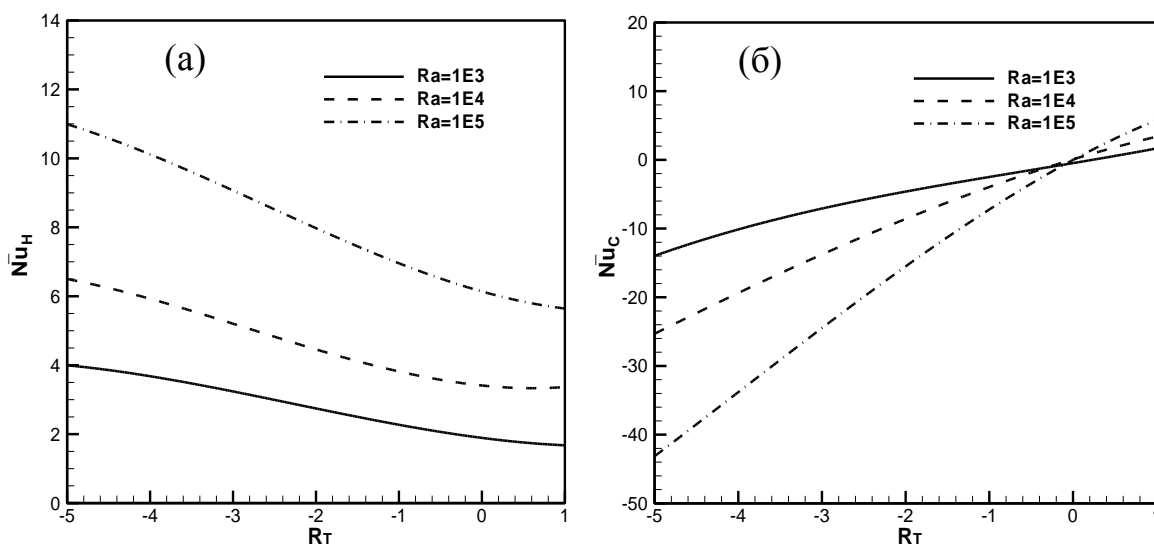 (а)
Ra=1E3
Ra=1E4
Ra=1E5
14
12
10
8
6
4
2
0
N̄u_H
-5 -4 -3 -2 -1 0 1
R_T
(б)
Ra=1E3
Ra=1E4
Ra=1E5
20
10
0
-10
-20
-30
-40
-50
N̄u_C
-5 -4 -3 -2 -1 0 1
R_T